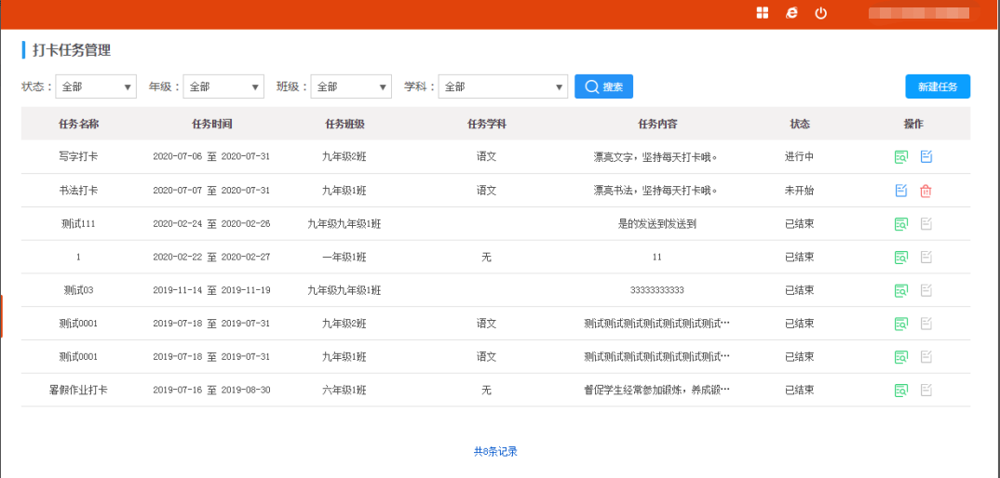 打卡任务管理
状态： 全部 年级： 全部 班级： 全部 学科： 全部 搜索 新建任务
任务名称 任务时间 任务班级 任务学科 任务内容 状态 操作
写字打卡 2020-07-06 至 2020-07-31 九年级2班 语文 漂亮文字，坚持每天打卡哦。 进行中
书法打卡 2020-07-07 至 2020-07-31 九年级1班 语文 漂亮书法，坚持每天打卡哦。 未开始
测试111 2020-02-24 至 2020-02-26 九年级九年级1班 是的发送到发送到 已结束
1 2020-02-22 至 2020-02-27 一年级1班 无 11 已结束
测试03 2019-11-14 至 2019-11-19 九年级九年级1班 33333333333 已结束
测试0001 2019-07-18 至 2019-07-31 九年级2班 语文 测试测试测试测试测试测试测试… 已结束
测试0001 2019-07-18 至 2019-07-31 九年级1班 语文 测试测试测试测试测试测试测试… 已结束
暑假作业打卡 2019-07-16 至 2019-08-30 六年级1班 无 督促学生经常参加锻炼，养成锻… 已结束
共8条记录